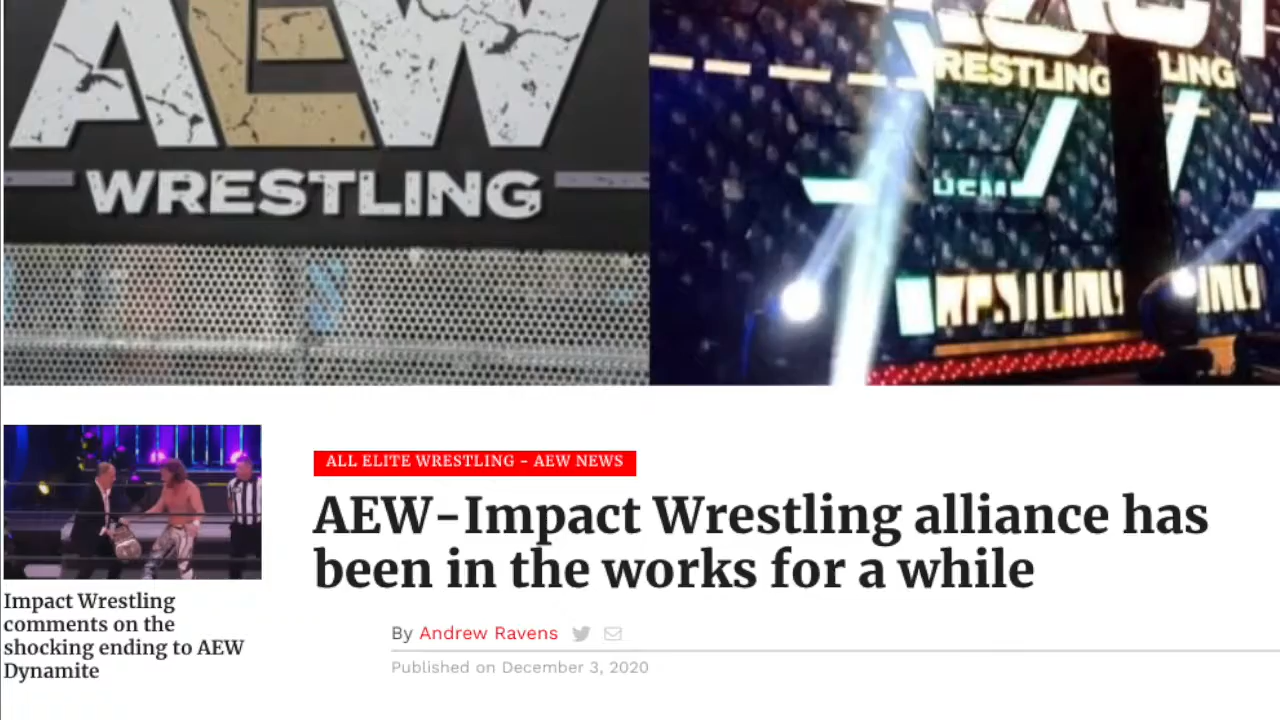 AEW
WRESTLING
WRESTLING
LING
ALL ELITE WRESTLING - AEW NEWS
AEW-Impact Wrestling alliance has
been in the works for a while
By Andrew Ravens
Published on December 3, 2020
Impact Wrestling
comments on the
shocking ending to AEW
Dynamite